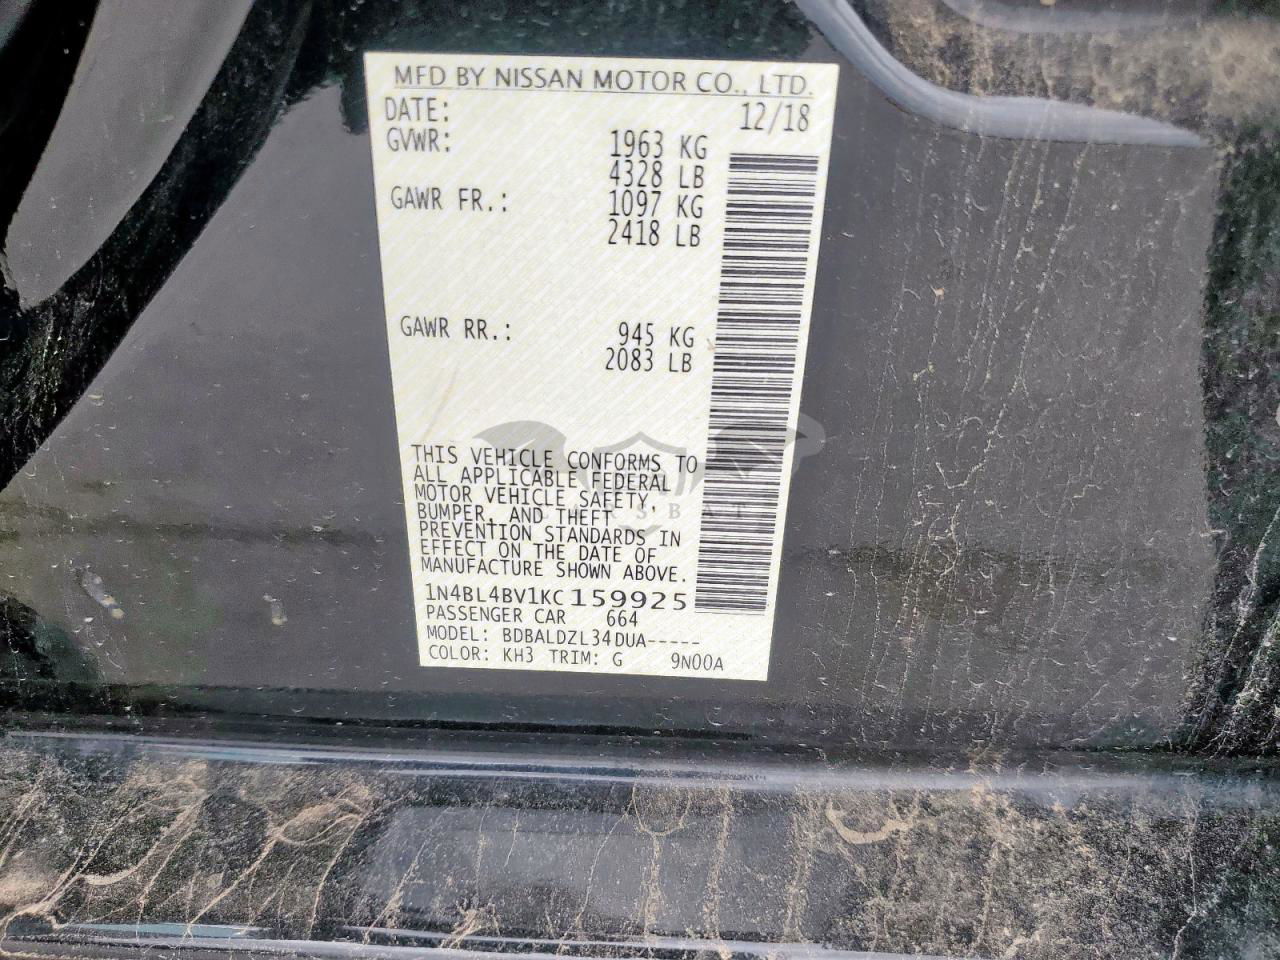 MFD BY NISSAN MOTOR CO., LTD.
DATE: 12/18
GVWR: 1963 KG
4328 LB
GAWR FR.: 1097 KG
2418 LB
GAWR RR.: 945 KG
2083 LB
THIS VEHICLE CONFORMS TO
ALL APPLICABLE FEDERAL
MOTOR VEHICLE SAFETY,
BUMPER, AND THEFT
PREVENTION STANDARDS IN
EFFECT ON THE DATE OF
MANUFACTURE SHOWN ABOVE.
1N4BL4BV1KC159925
PASSENGER CAR 664
MODEL: BDBALDZL34DUA-----
COLOR: KH3 TRIM: G 9N00A